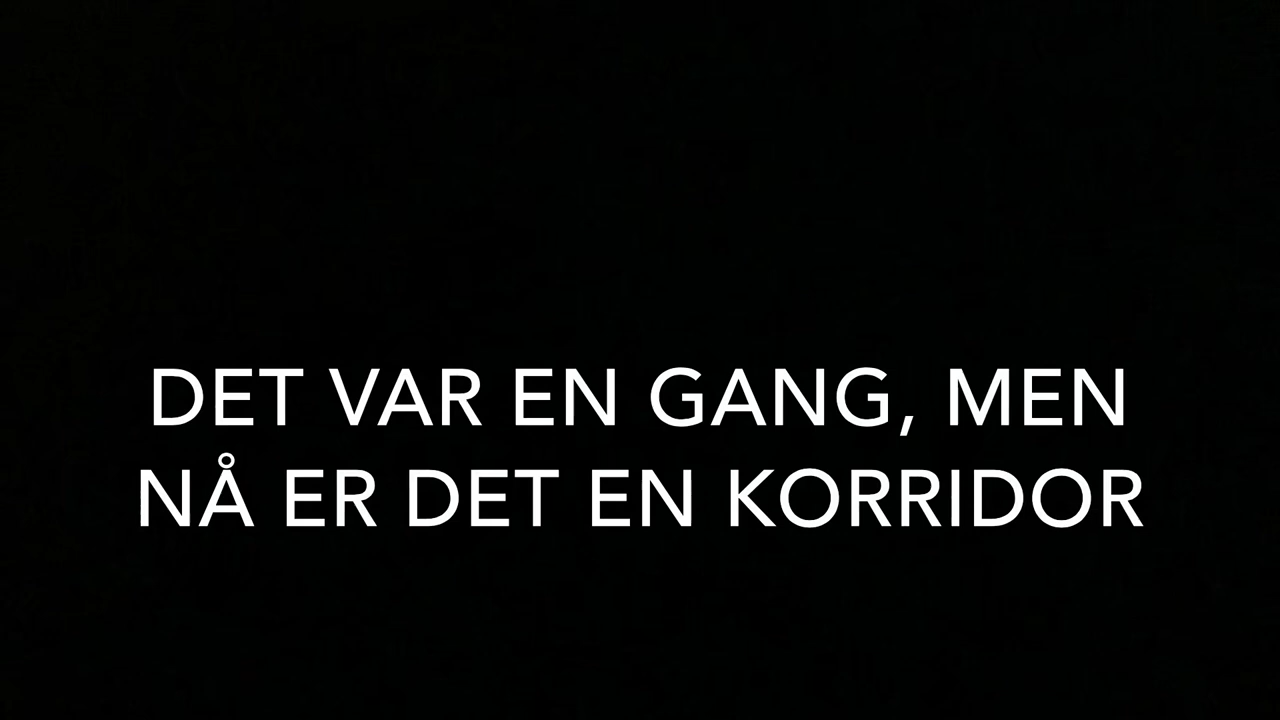 DET VAR EN GANG, MEN
NÅ ER DET EN KORRIDOR